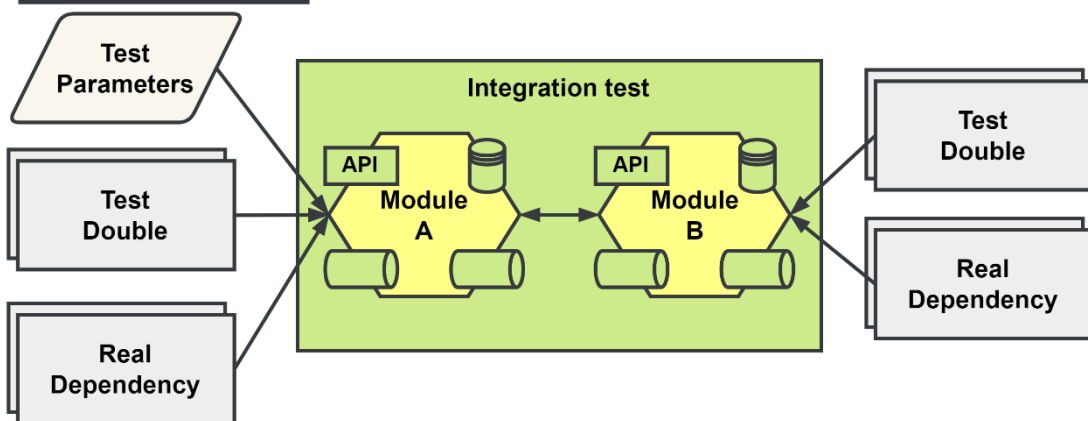 Test
Parameters
Test
Double
Real
Dependency
Integration test
API
Module
A
API
Module
B
Test
Double
Real
Dependency